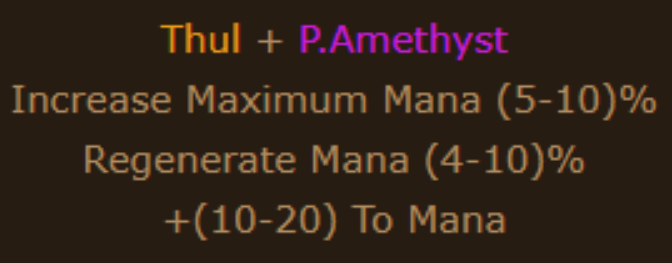 Thul + P.Amethyst
Increase Maximum Mana (5-10)%
Regenerate Mana (4-10)%
+(10-20) To Mana